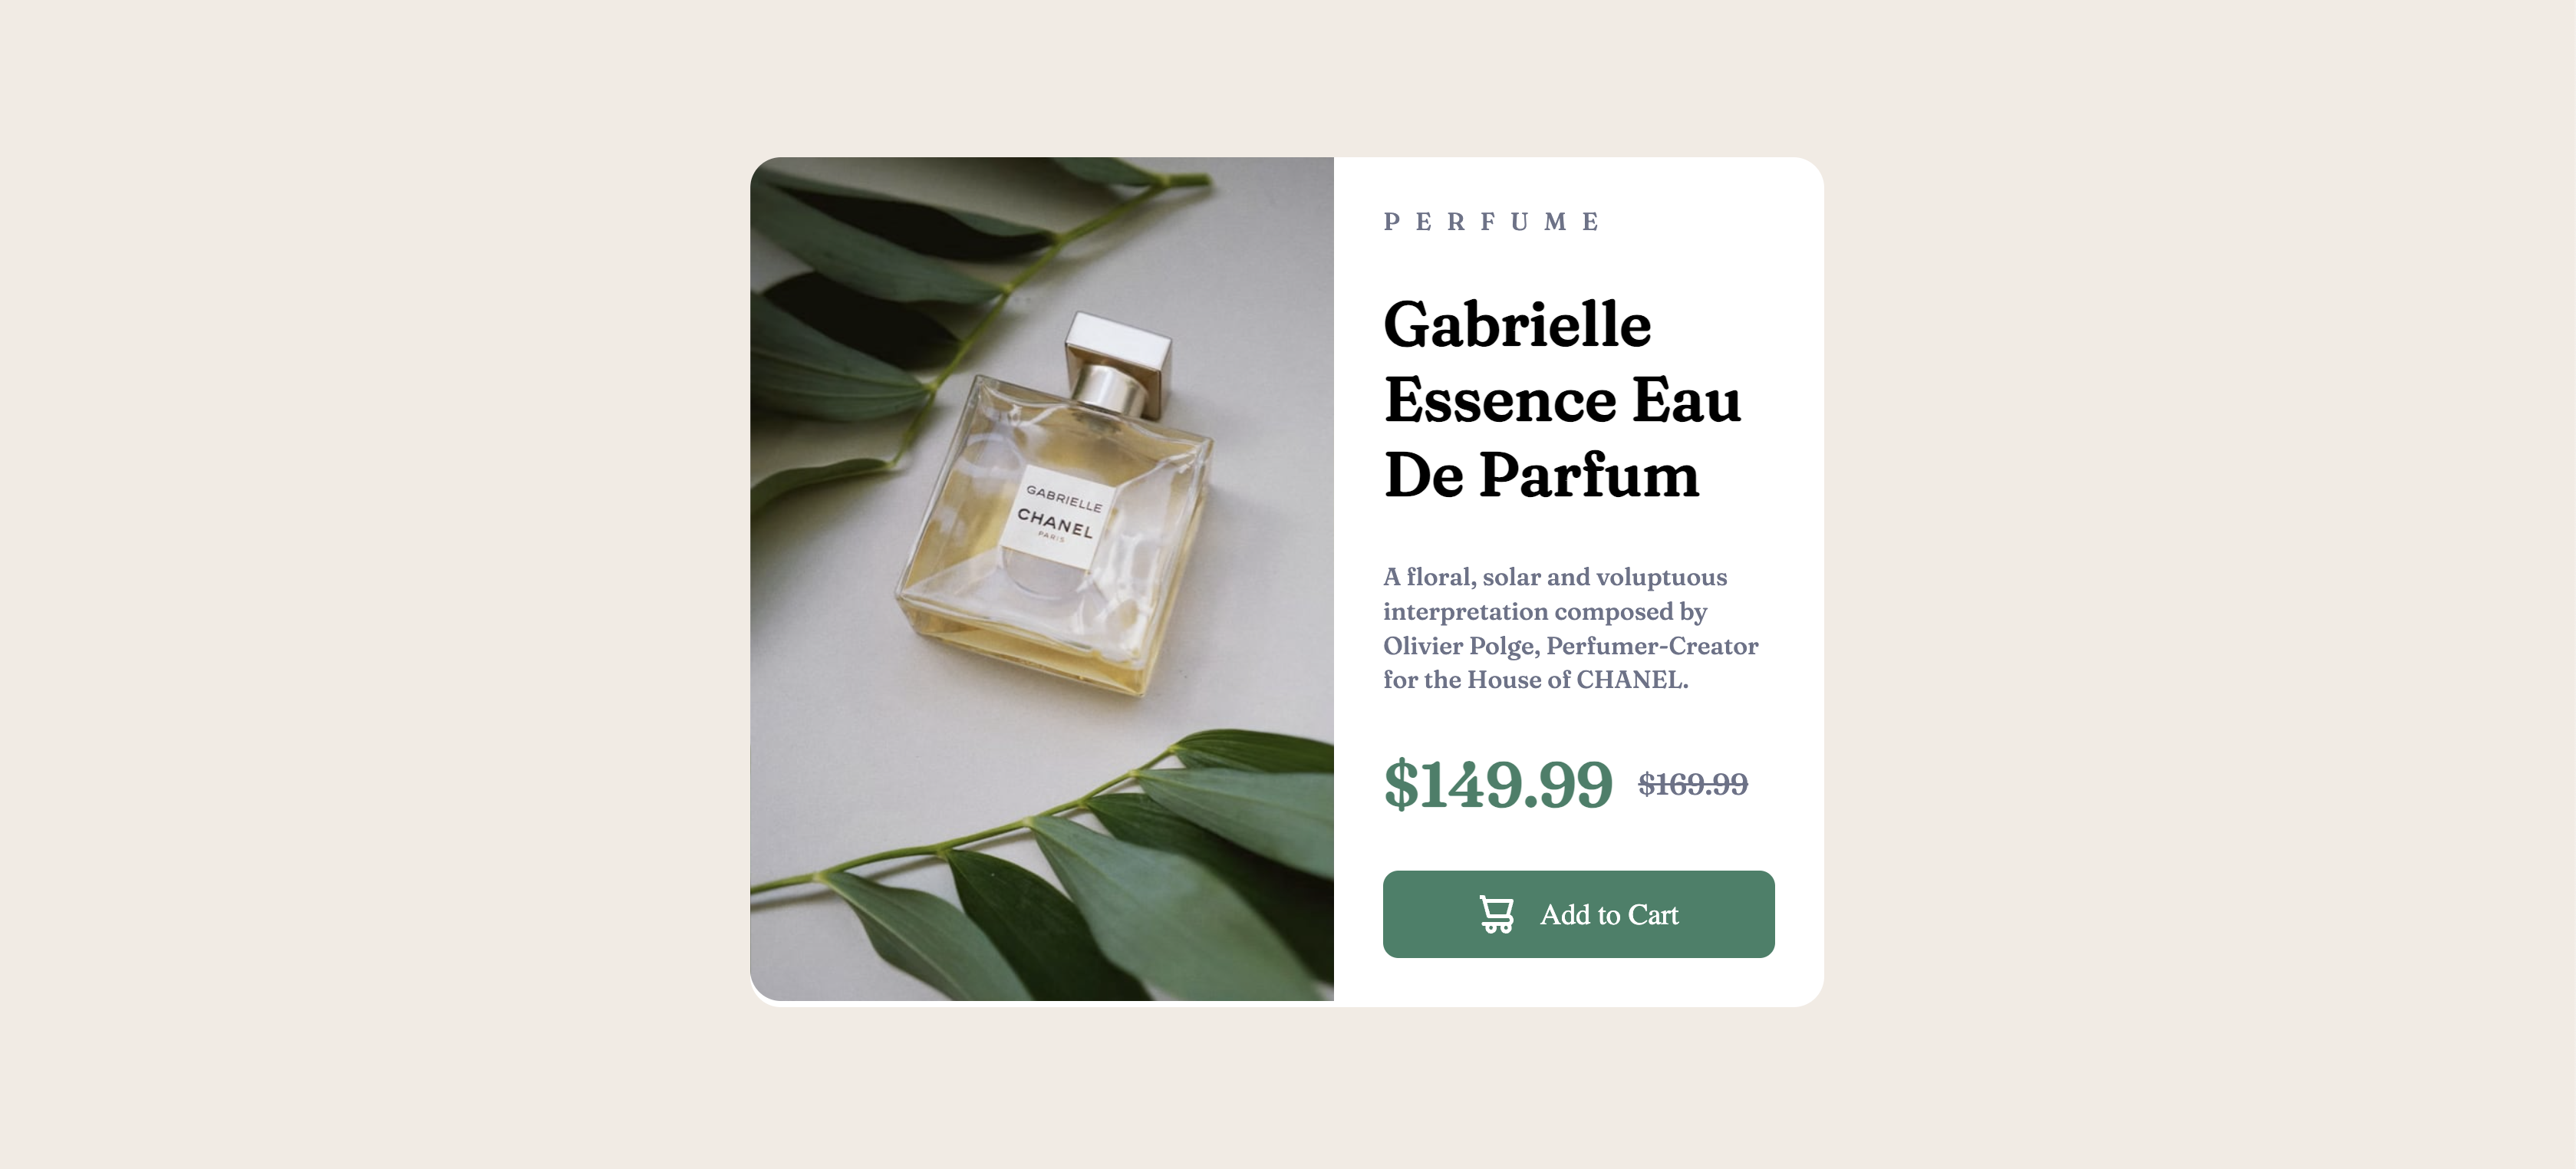 GABRIELLE
CHANEL
PARIS
P E R F U M E
Gabrielle
Essence Eau
De Parfum
A floral, solar and voluptuous
interpretation composed by
Olivier Polge, Perfumer-Creator
for the House of CHANEL.
$149.99 $169.99
Add to Cart